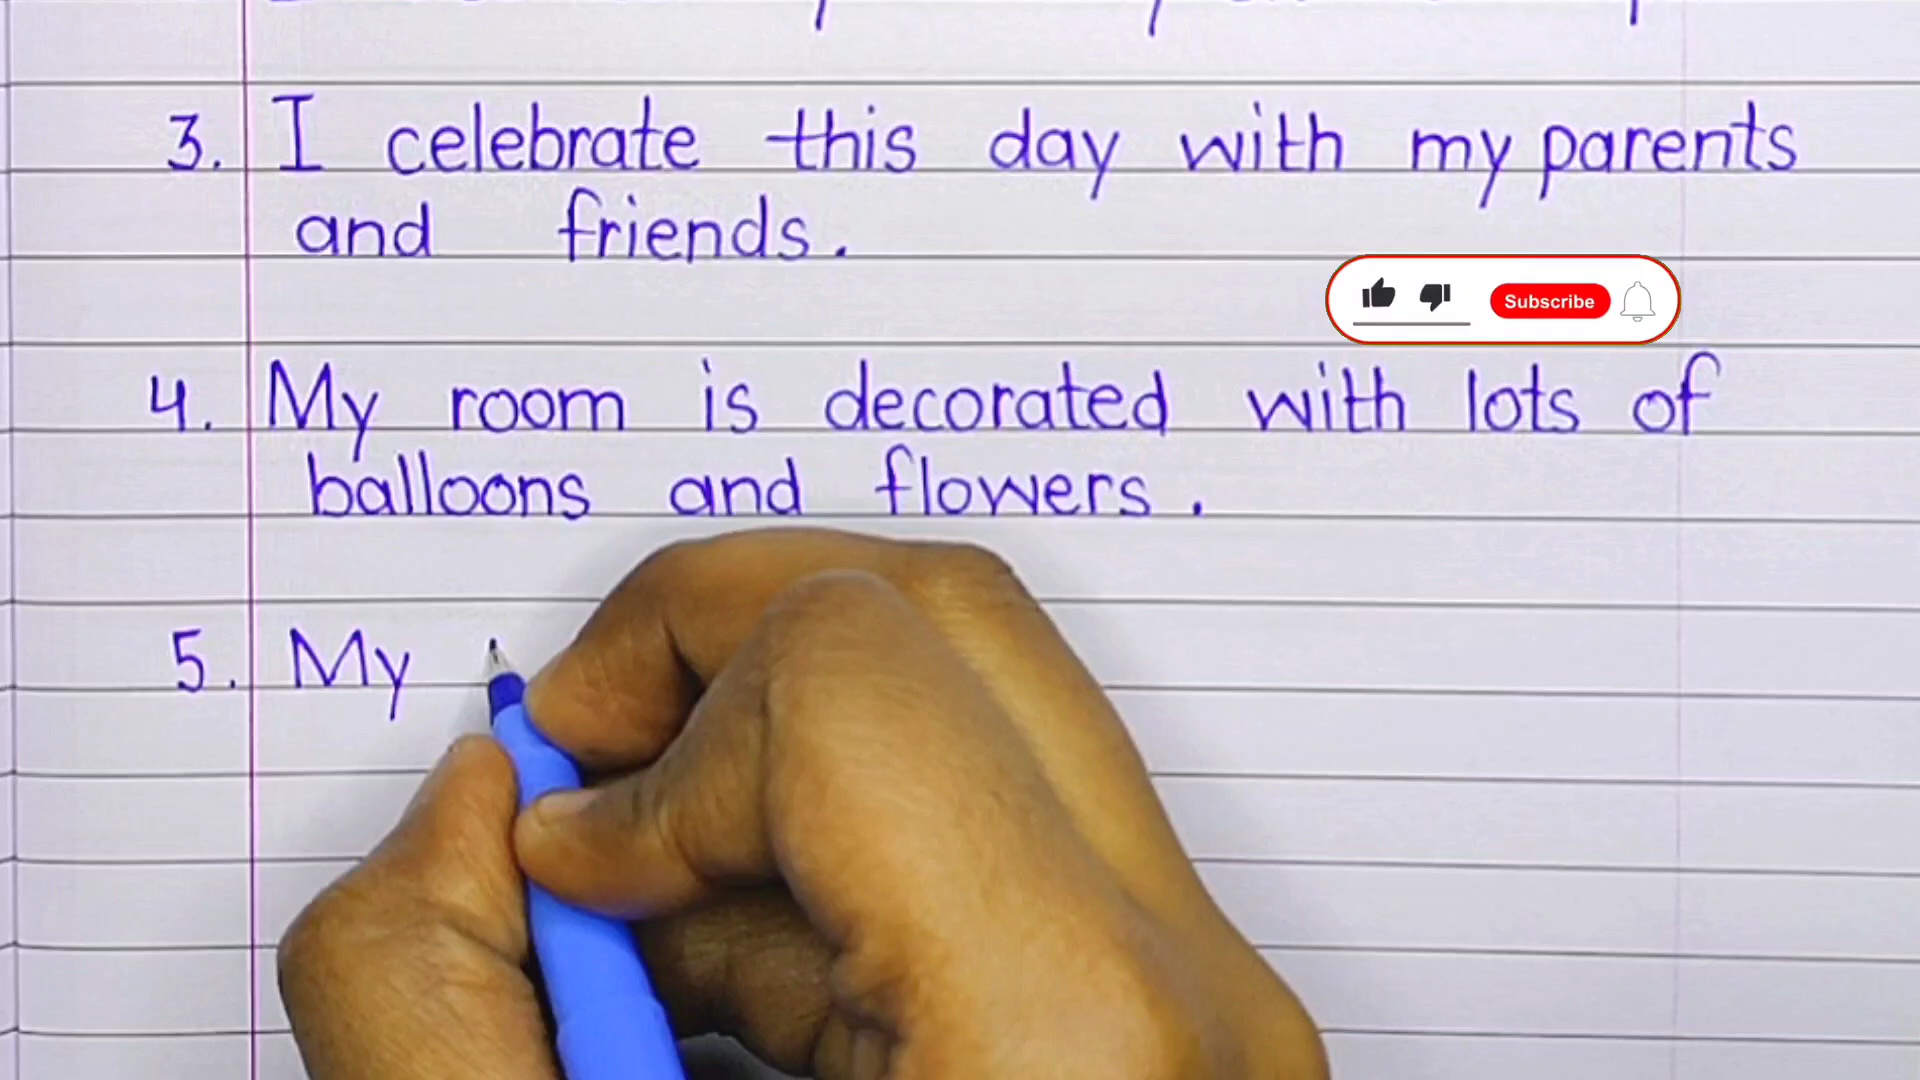 3. I celebrate this day with my parents
and friends.
Subscribe
4. My room is decorated with lots of
balloons and flowers.
5. My